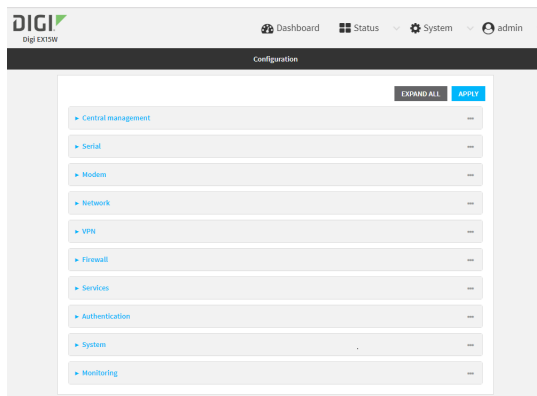 DIGI
Digi EX15W
Dashboard Status System admin
Configuration
EXPAND ALL APPLY
Central management
Serial
Modem
Network
VPN
Firewall
Services
Authentication
System
Monitoring